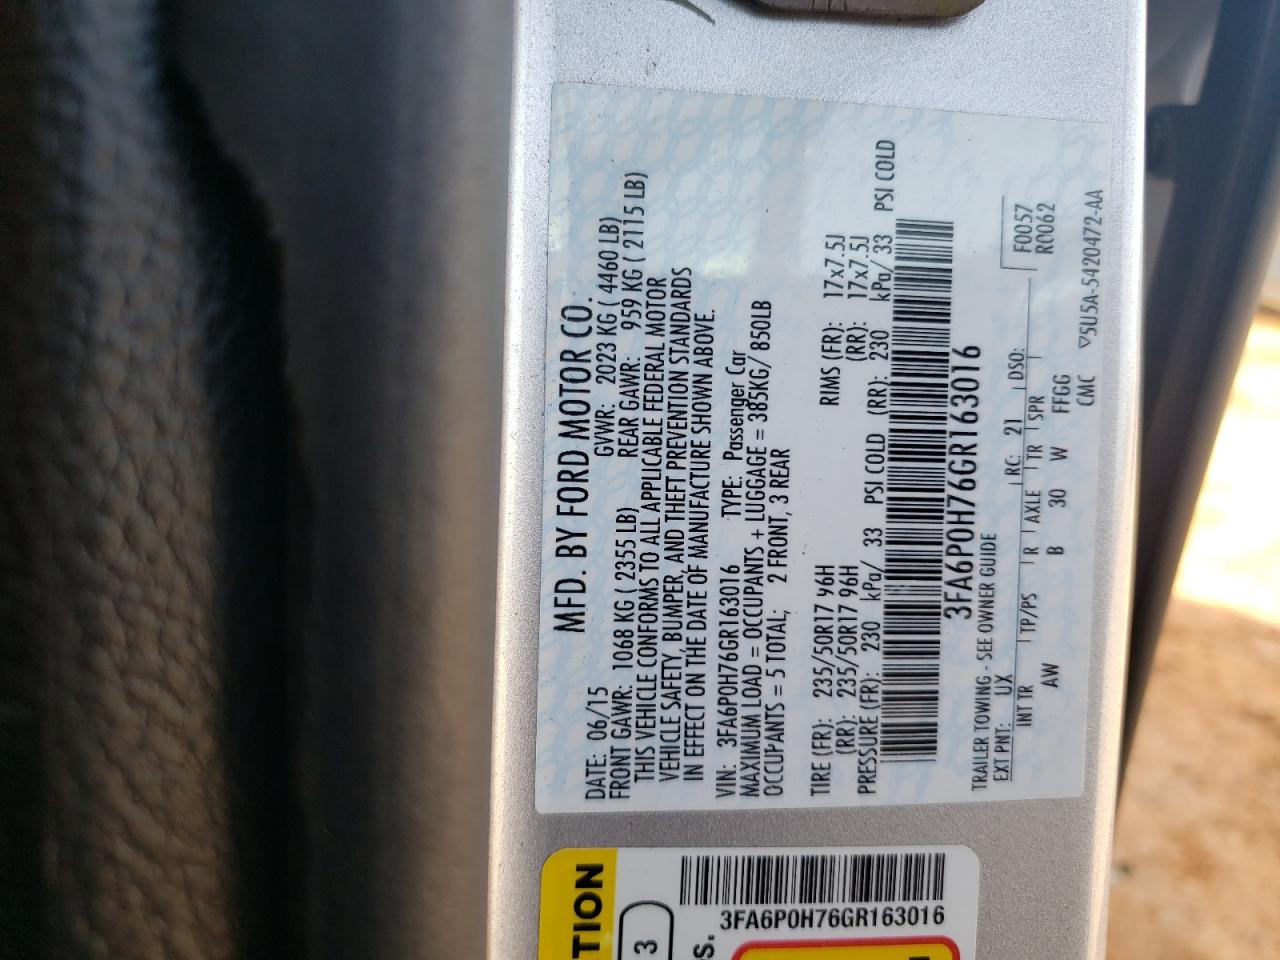 MFD. BY FORD MOTOR CO.
DATE: 06/15 GVWR: 2023 KG ( 4460 LB)
FRONT GAWR: 1068 KG ( 2355 LB) REAR GAWR: 959 KG ( 2115 LB)
THIS VEHICLE CONFORMS TO ALL APPLICABLE FEDERAL MOTOR
VEHICLE SAFETY, BUMPER, AND THEFT PREVENTION STANDARDS
IN EFFECT ON THE DATE OF MANUFACTURE SHOWN ABOVE.
VIN: 3FA6P0H76GR163016 TYPE: Passenger Car
MAXIMUM LOAD = OCCUPANTS + LUGGAGE = 385KG/ 850LB
OCCUPANTS = 5 TOTAL; 2 FRONT, 3 REAR
TIRE (FR): 235/50R17 96H RIMS (FR): 17x7.5J
(RR): 235/50R17 96H (RR): 17x7.5J
PRESSURE (FR): 230 kPa/ 33 PSI COLD (RR): 230 kPa/ 33 PSI COLD
3FA6P0H76GR163016
TRAILER TOWING - SEE OWNER GUIDE
EXT PNT: UX RC: 21 DSO: F0057
INT TR TP/PS R AXLE TR SPR R0062
AW B 30 W FFGG
CMC ▽5U5A-5420472-AA
TION
3
3FA6P0H76GR163016